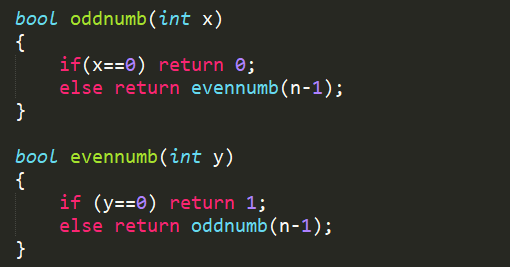 bool oddnumb(int x)
{
    if(x==0) return 0;
    else return evennumb(n-1);
}

bool evennumb(int y)
{
    if (y==0) return 1;
    else return oddnumb(n-1);
}